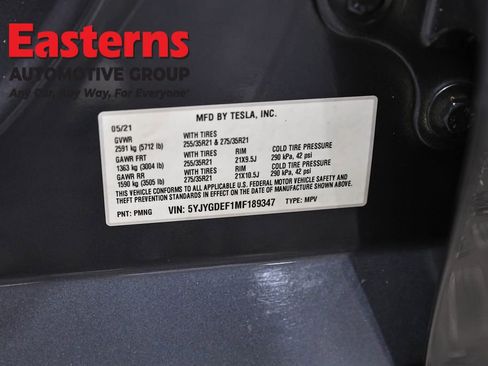 Easterns
AUTOMOTIVE GROUP
Any Car, Any Way, For Everyone
MFD BY TESLA, INC.
05/21
GVWR WITH TIRES
2591 kg (5712 lb) 255/35R21 & 275/35R21
GAWR FRT WITH TIRES RIM COLD TIRE PRESSURE
1363 kg (3004 lb) 255/35R21 21X9.5J 290 kPa, 42 psi
GAWR RR WITH TIRES RIM COLD TIRE PRESSURE
1590 kg (3505 lb) 275/35R21 21X10.5J 290 kPa, 42 psi
THIS VEHICLE CONFORMS TO ALL APPLICABLE U.S. FEDERAL MOTOR VEHICLE SAFETY AND
THEFT PREVENTION STANDARDS IN EFFECT ON THE DATE OF MANUFACTURE SHOWN ABOVE.
PNT: PMNG VIN: 5YJYGDEF1MF189347 TYPE: MPV